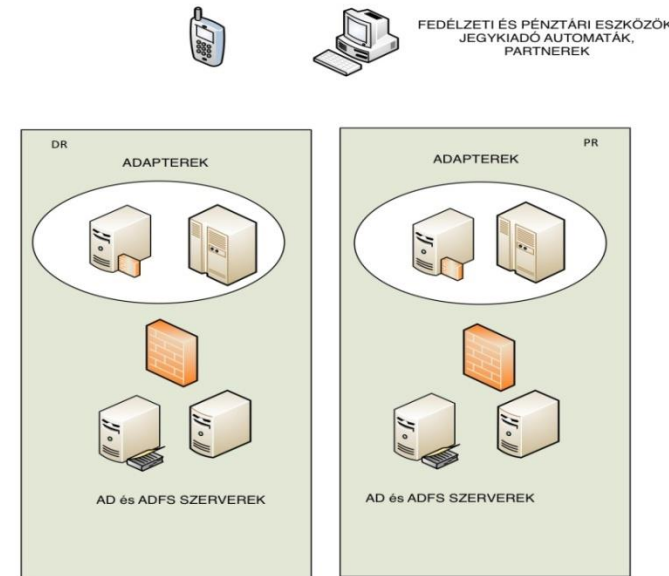 FEDÉLZETI ÉS PÉNZTÁRI ESZKÖZÖK
JEGYKIADÓ AUTOMATÁK,
PARTNEREK
DR
ADAPTEREK
AD és ADFS SZERVEREK
PR
ADAPTEREK
AD és ADFS SZERVEREK